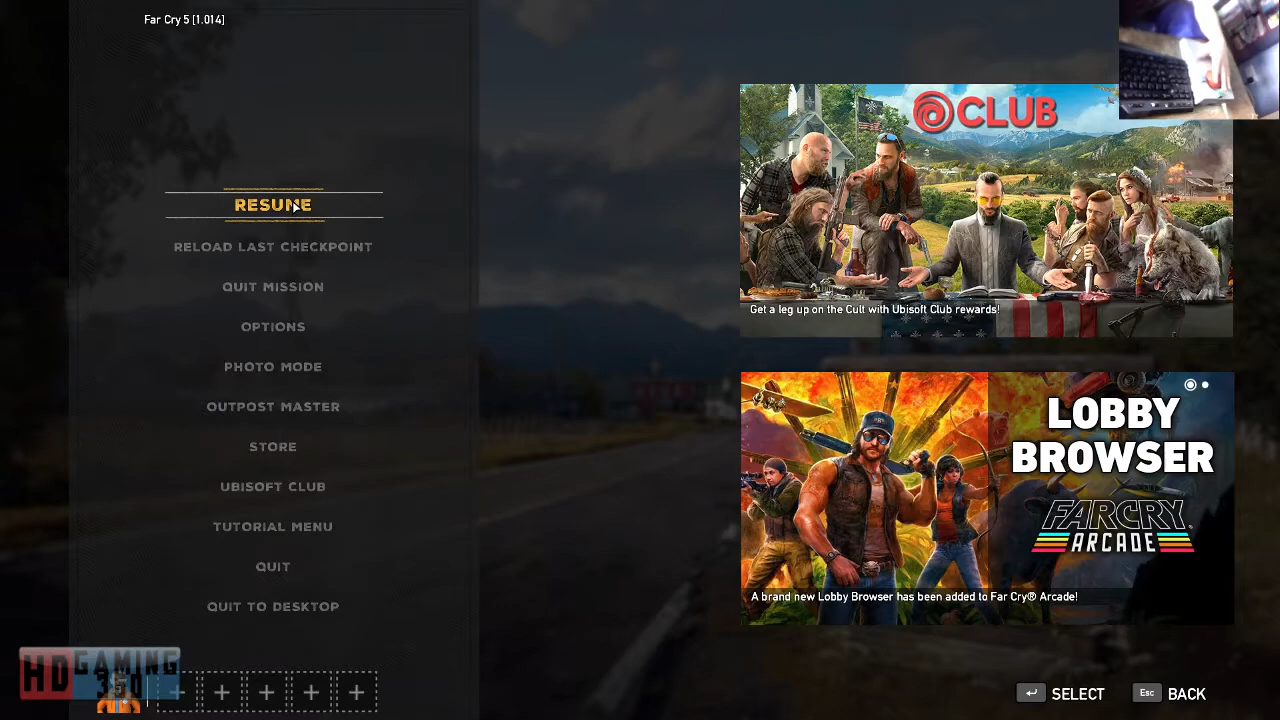 Far Cry 5 [1.014]
RESUME
RELOAD LAST CHECKPOINT
QUIT MISSION
OPTIONS
PHOTO MODE
OUTPOST MASTER
STORE
UBISOFT CLUB
TUTORIAL MENU
QUIT
QUIT TO DESKTOP
CLUB
Get a leg up on the Cult with Ubisoft Club rewards!
LOBBY
BROWSER
FARCRY
ARCADE
A brand new Lobby Browser has been added to Far Cry® Arcade!
HD GAMING
350
SELECT
Esc BACK